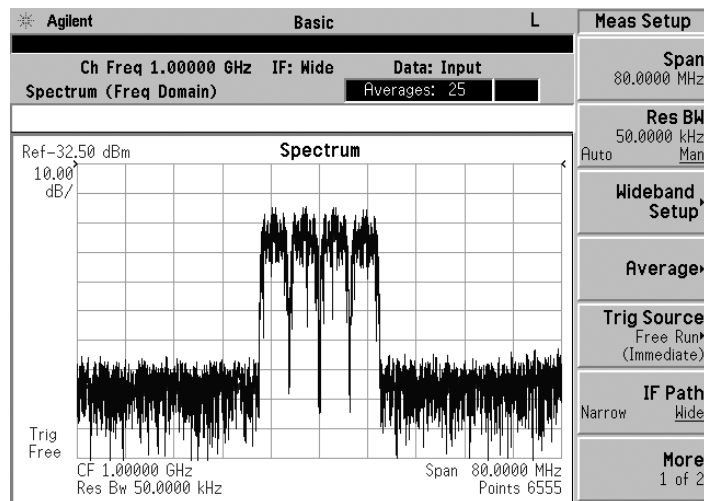 Agilent Basic L Meas Setup
Ch Freq 1.00000 GHz IF: Wide Data: Input
Spectrum (Freq Domain) Averages: 25
Ref-32.50 dBm Spectrum
10.00
dB/
Trig
Free
CF 1.00000 GHz Span 80.0000 MHz
Res Bw 50.0000 kHz Points 6555
Span
80.0000 MHz
Res BW
50.0000 kHz
Auto Man
Wideband
Setup
Average
Trig Source
Free Run
(Immediate)
IF Path
Narrow Wide
More
1 of 2